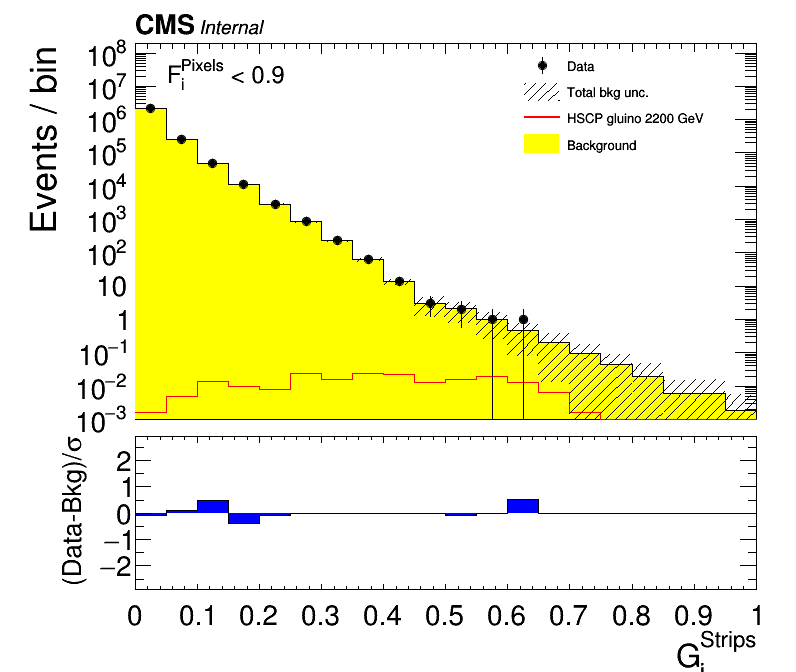 CMS Internal
F_i^Pixels < 0.9
Data
Total bkg unc.
HSCP gluino 2200 GeV
Background
Events / bin
10^8
10^7
10^6
10^5
10^4
10^3
10^2
10
1
10^−1
10^−2
10^−3
(Data-Bkg)/σ
2
1
0
−1
−2
0 0.1 0.2 0.3 0.4 0.5 0.6 0.7 0.8 0.9 1
G_i^Strips